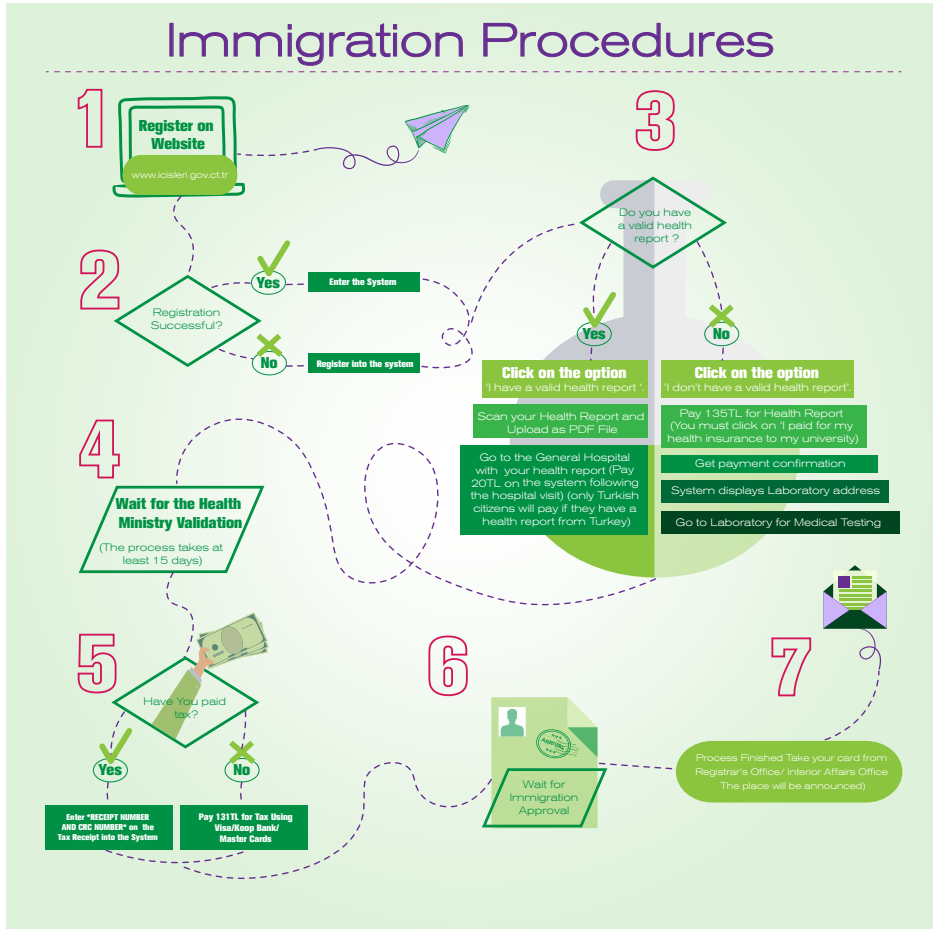 Immigration Procedures
1
Register on
Website
www.icisleri.gov.ct.tr
2
Registration
Successful?
Yes
Enter the System
No
Register into the system
3
Do you have
a valid health
report ?
Yes
Click on the option
'I have a valid health report '.
Scan your Health Report and
Upload as PDF File
Go to the General Hospital
with your health report (Pay
20TL on the system following
the hospital visit) (only Turkish
citizens will pay if they have a
health report from Turkey)
No
Click on the option
'I don't have a valid health report'.
Pay 135TL for Health Report
(You must click on 'I paid for my
health insurance to my university)
Get payment confirmation
System displays Laboratory address
Go to Laboratory for Medical Testing
4
Wait for the Health
Ministry Validation
(The process takes at
least 15 days)
5
Have You paid
tax?
Yes
Enter *RECEIPT NUMBER
AND CRC NUMBER* on the
Tax Receipt into the System
No
Pay 131TL for Tax Using
Visa/Koop Bank/
Master Cards
6
ARRIVAL
Wait for
Immigration
Approval
7
Process Finished Take your card from
Registrar's Office/ Interior Affairs Office
The place will be announced)